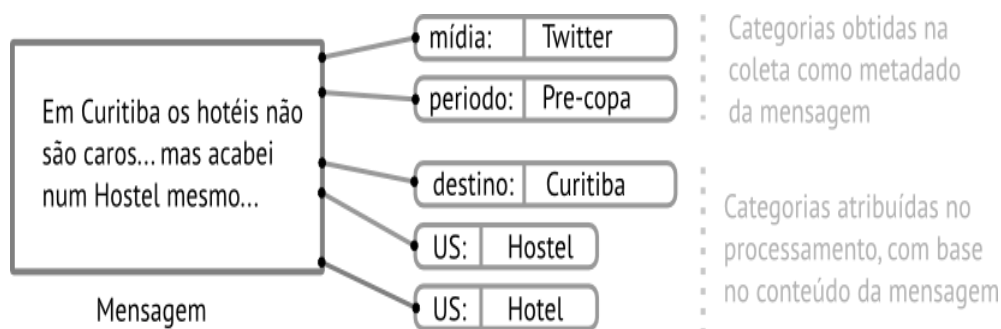 Em Curitiba os hotéis não
são caros... mas acabei
num Hostel mesmo...
Mensagem
mídia: Twitter
periodo: Pre-copa
destino: Curitiba
US: Hostel
US: Hotel
Categorias obtidas na
coleta como metadado
da mensagem
Categorias atribuídas no
processamento, com base
no conteúdo da mensagem